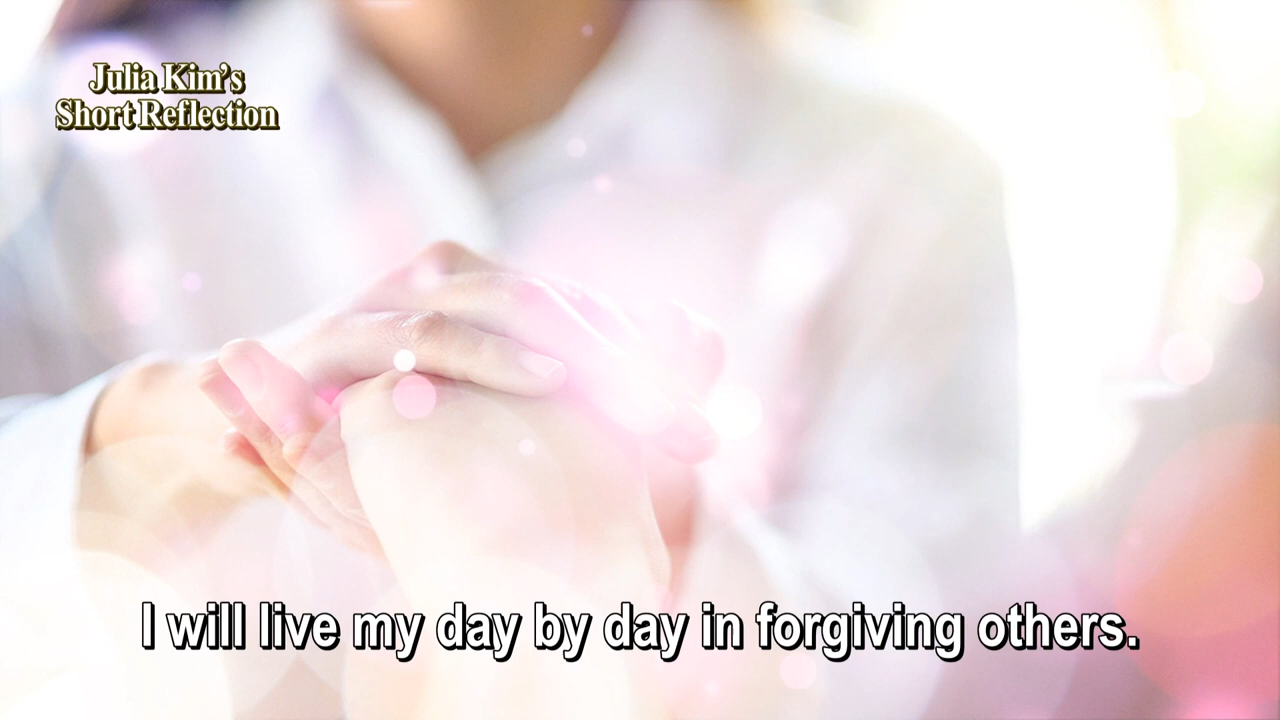 Julia Kim's
Short Reflection
I will live my day by day in forgiving others.